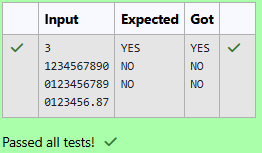 Input Expected Got
3 YES YES
1234567890 NO NO
0123456789 NO NO
0123456.87
Passed all tests!